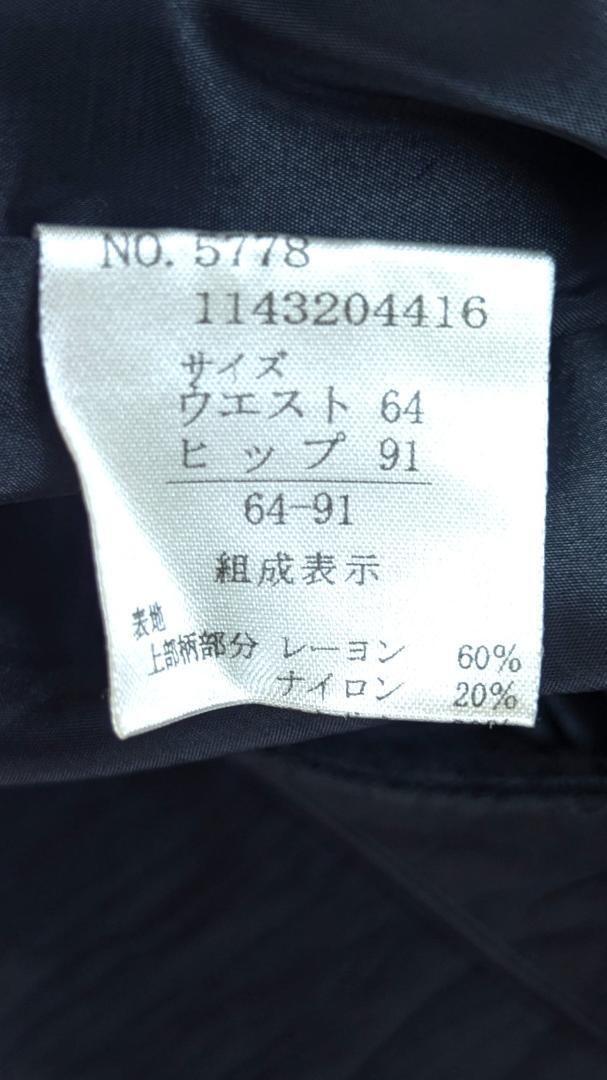 NO. 5778
1143204416
サイズ
ウエスト 64
ヒップ 91
64-91
組成表示
表地
上部柄部分 レーヨン 60%
ナイロン 20%